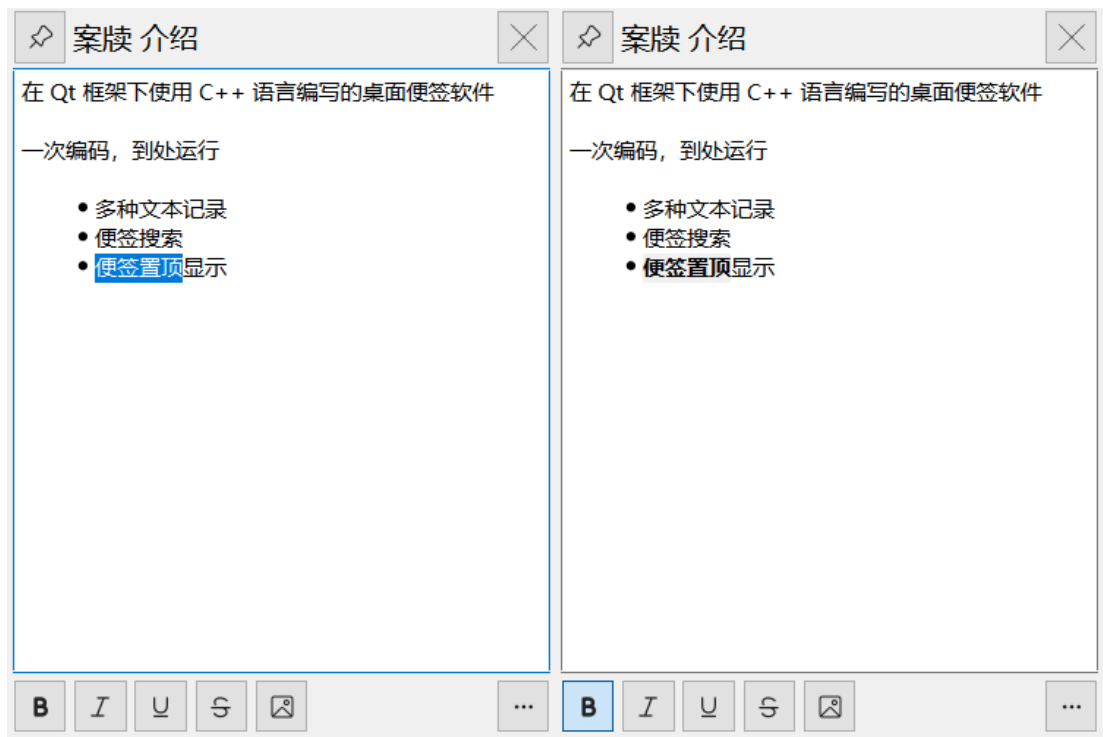 案牍 介绍
在 Qt 框架下使用 C++ 语言编写的桌面便签软件
一次编码，到处运行
• 多种文本记录
• 便签搜索
• 便签置顶显示
B I U S ...
案牍 介绍
在 Qt 框架下使用 C++ 语言编写的桌面便签软件
一次编码，到处运行
• 多种文本记录
• 便签搜索
• 便签置顶显示
B I U S ...